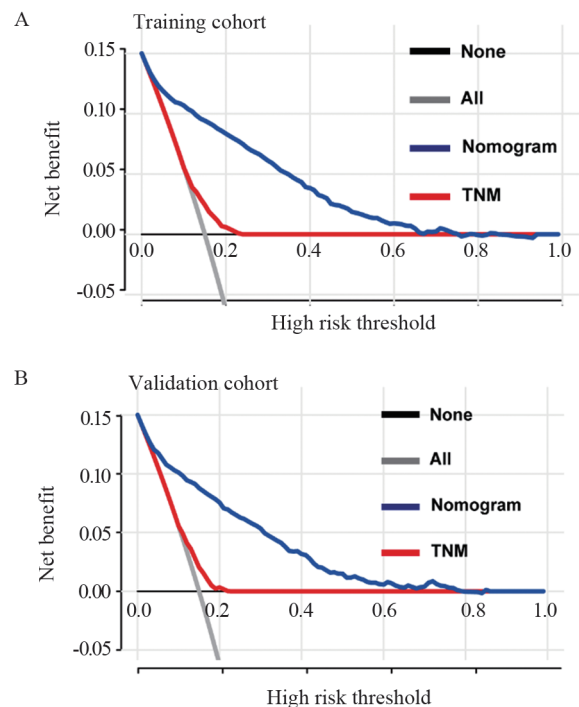 A
Training cohort
0.15
0.10
0.05
0.00
-0.05
Net benefit
None
All
Nomogram
TNM
0.0 0.2 0.4 0.6 0.8 1.0
High risk threshold
B
Validation cohort
0.15
0.10
0.05
0.00
-0.05
Net benefit
None
All
Nomogram
TNM
0.0 0.2 0.4 0.6 0.8 1.0
High risk threshold